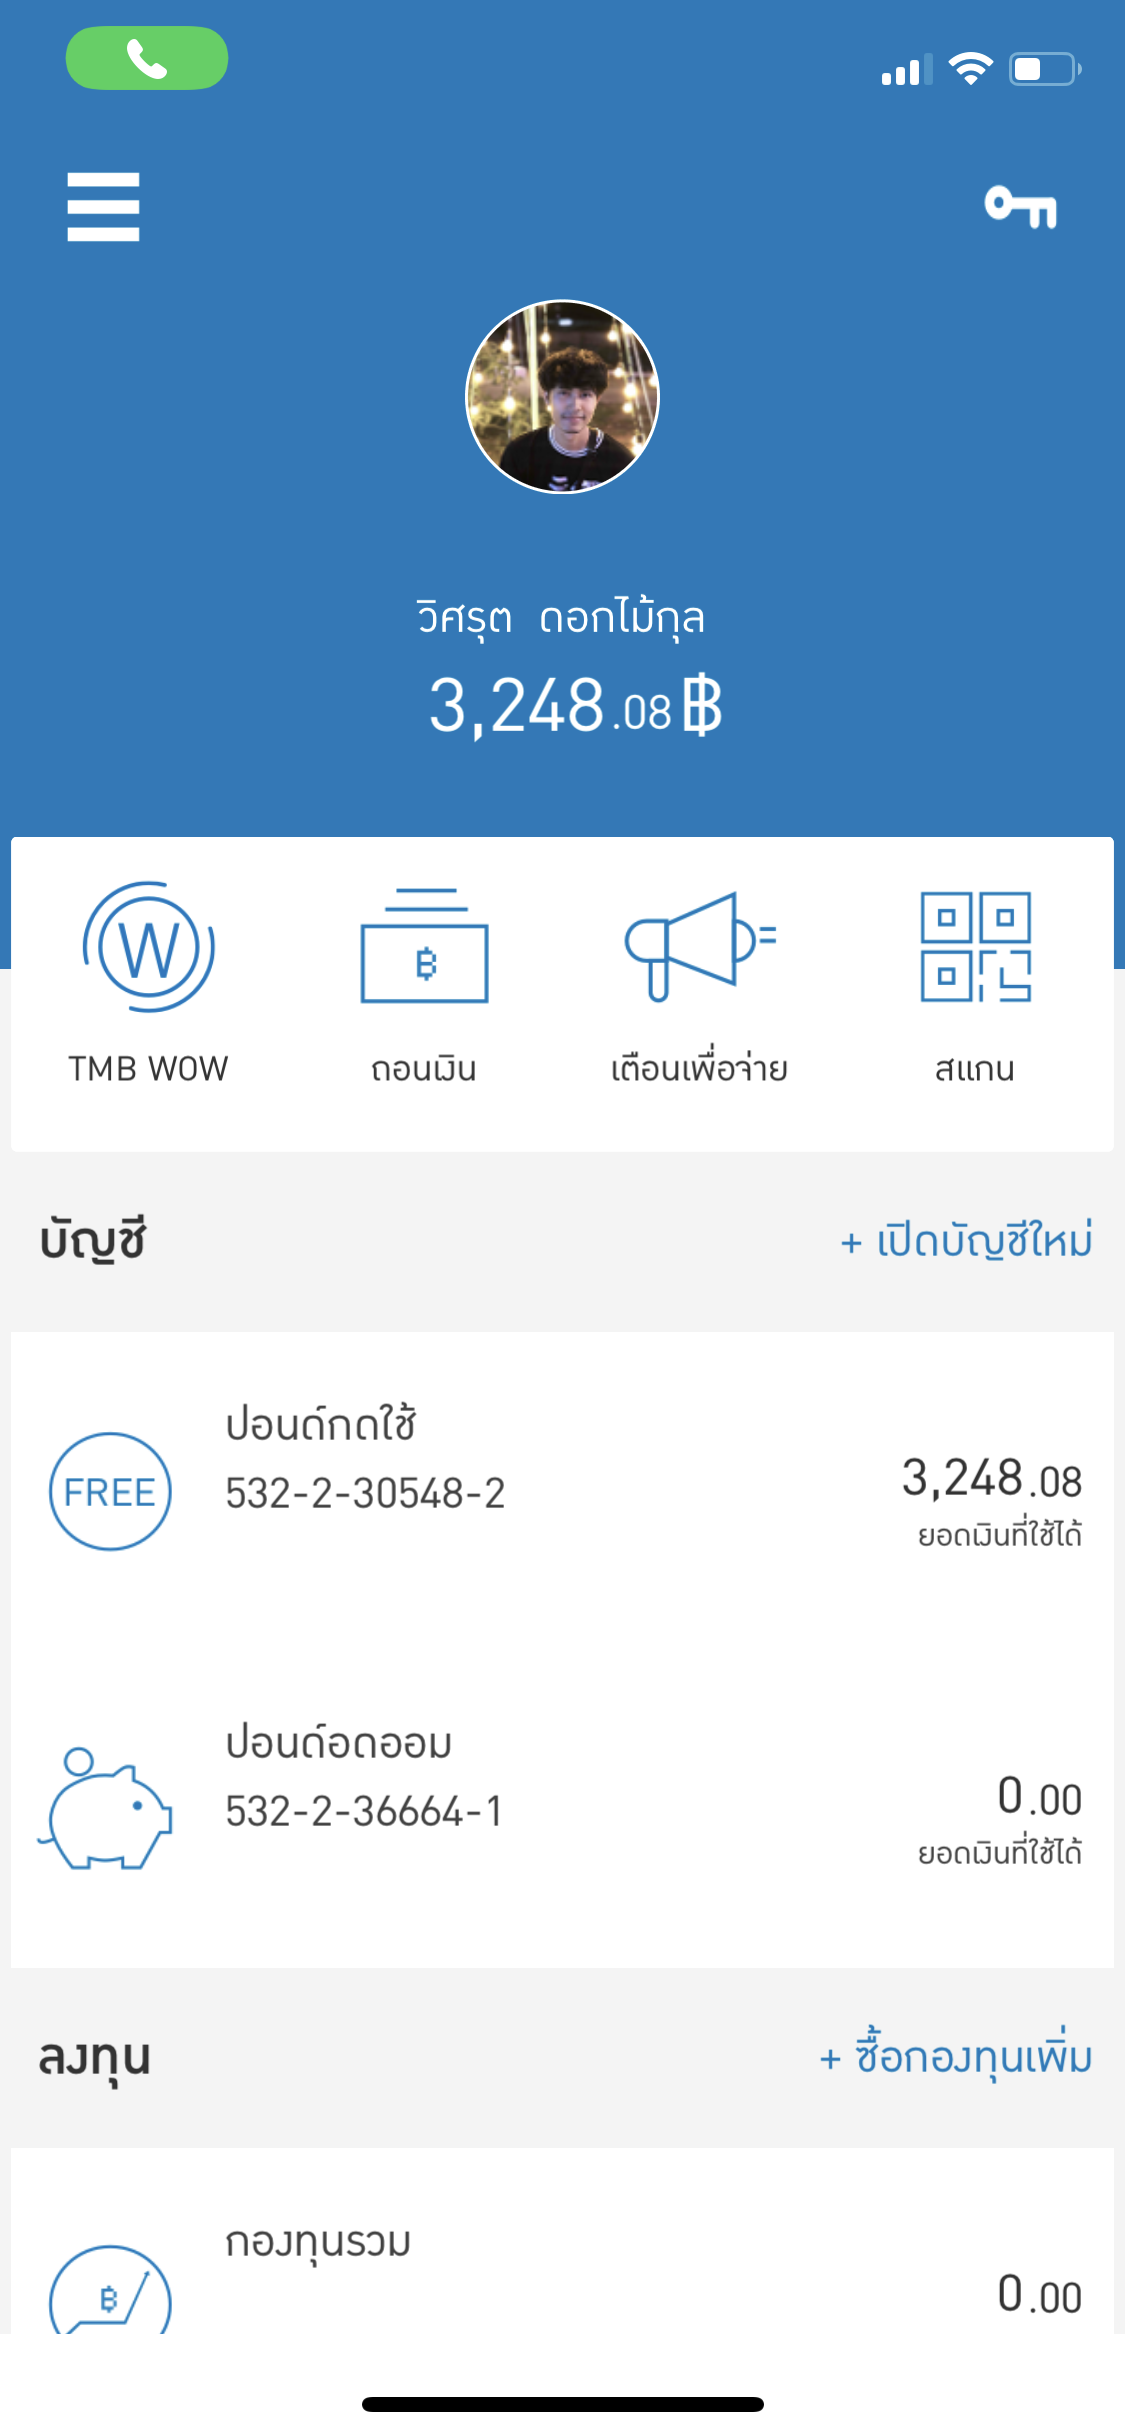 วิศรุต ดอกไม้กุล
3,248.08฿
TMB WOW
ถอนเงิน
เตือนเพื่อจ่าย
สแกน
บัญชี
+ เปิดบัญชีใหม่
ปอนด์กดใช้
FREE
532-2-30548-2
3,248.08
ยอดเงินที่ใช้ได้
ปอนด์อดออม
532-2-36664-1
0.00
ยอดเงินที่ใช้ได้
ลงทุน
+ ซื้อกองทุนเพิ่ม
กองทุนรวม
฿
0.00